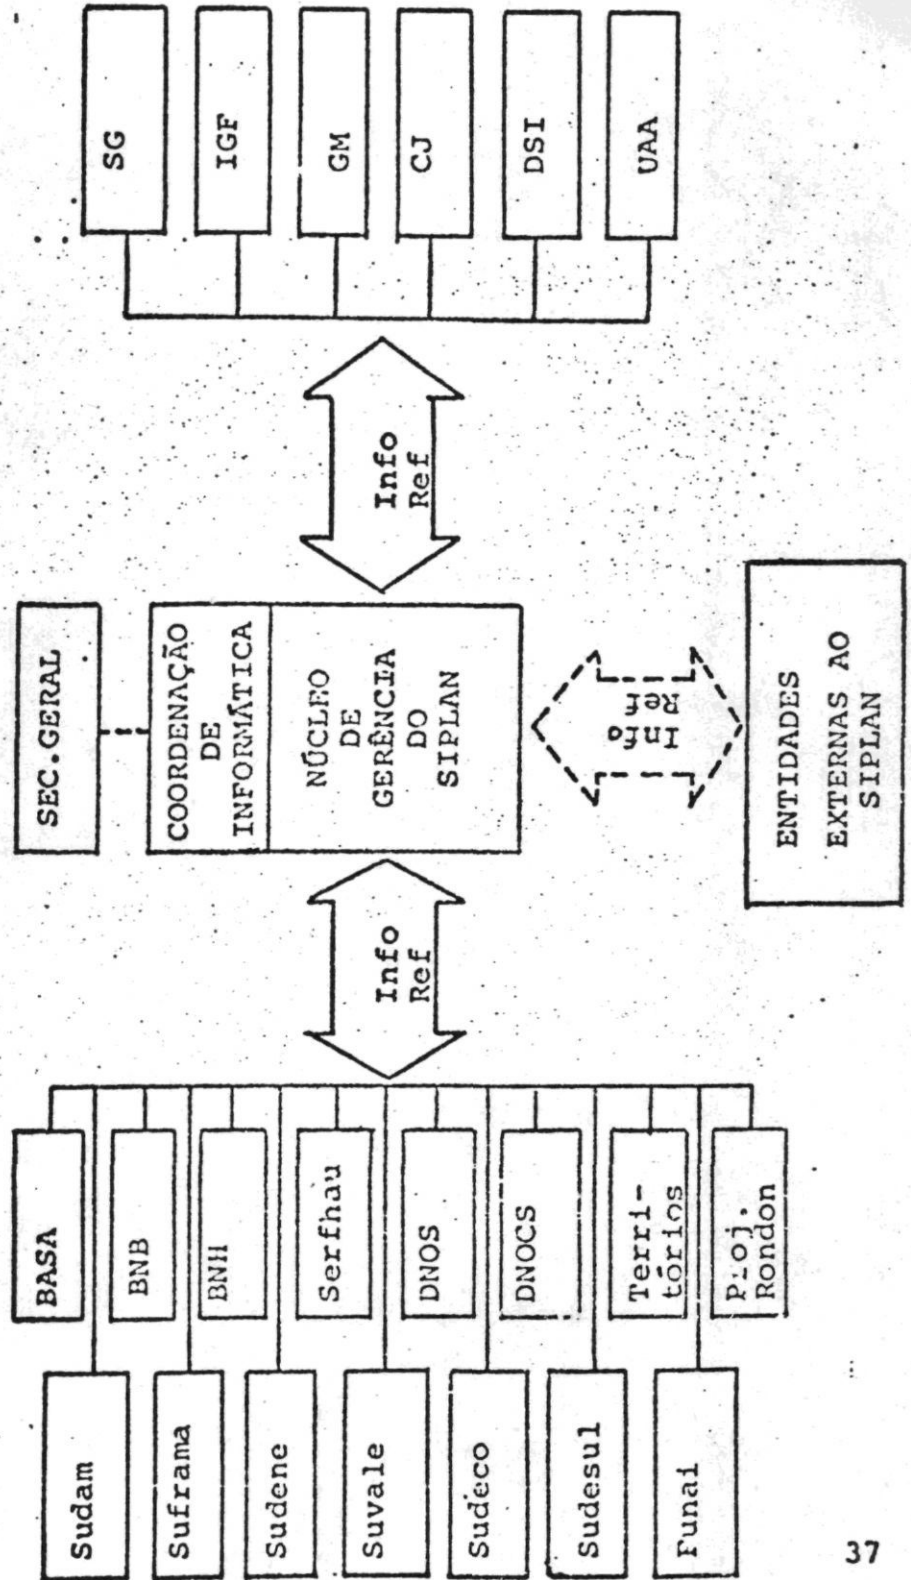 SEC.GERAL
COORDENAÇÃO
DE
INFORMÁTICA
NÚCLEO
DE
GERÊNCIA
DO
SIPLAN
Info
Ref
SG
IGF
GM
CJ
DSI
UAA
Info
Ref
BASA
BNB
BNH
Serfhau
DNOS
DNOCS
Terri-
tórios
Proj.
Rondon
Sudam
Suframa
Sudene
Suvale
Sudeco
Sudesul
Funai
Info
Ref
ENTIDADES
EXTERNAS AO
SIPLAN
37